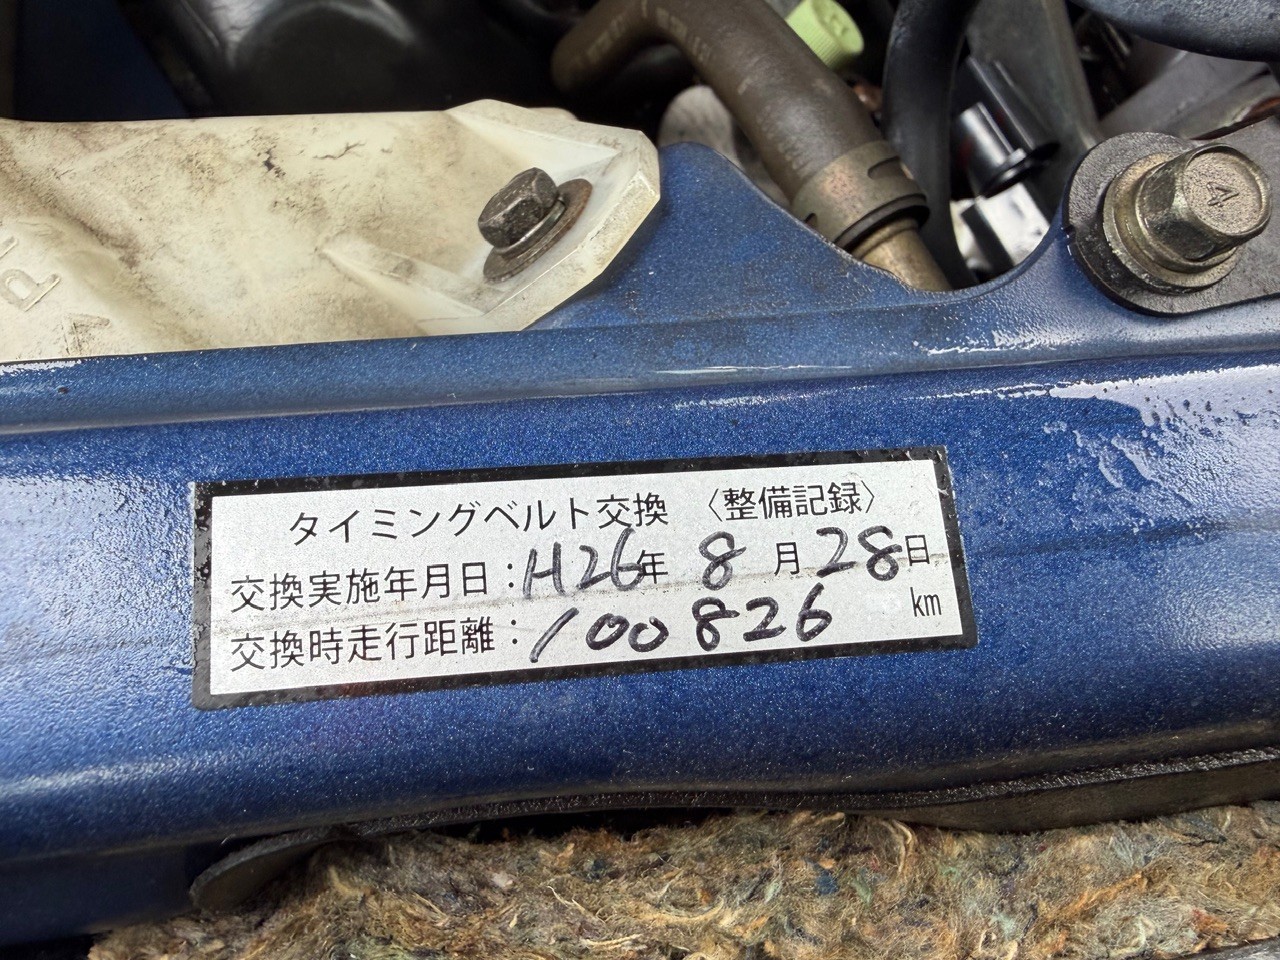 タイミングベルト交換 〈整備記録〉
交換実施年月日：H26年 8月28日
交換時走行距離：100826 km
4